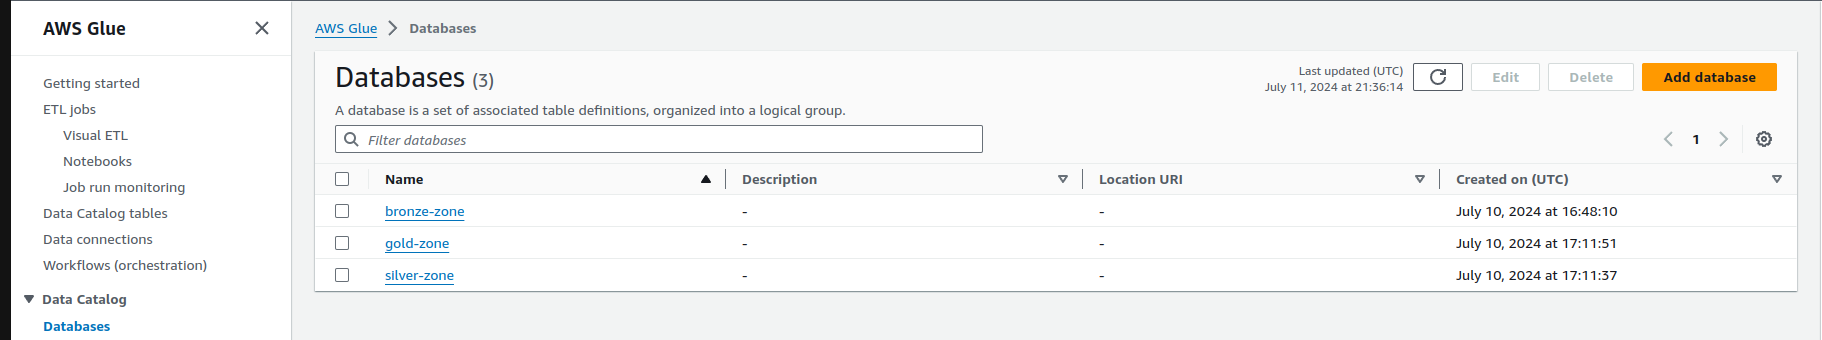 AWS Glue
Getting started
ETL jobs
Visual ETL
Notebooks
Job run monitoring
Data Catalog tables
Data connections
Workflows (orchestration)
Data Catalog
Databases
AWS Glue Databases
Databases (3)
Last updated (UTC)
July 11, 2024 at 21:36:14
Edit
Delete
Add database
A database is a set of associated table definitions, organized into a logical group.
Filter databases
1
Name Description Location URI Created on (UTC)
bronze-zone - - July 10, 2024 at 16:48:10
gold-zone - - July 10, 2024 at 17:11:51
silver-zone - - July 10, 2024 at 17:11:37